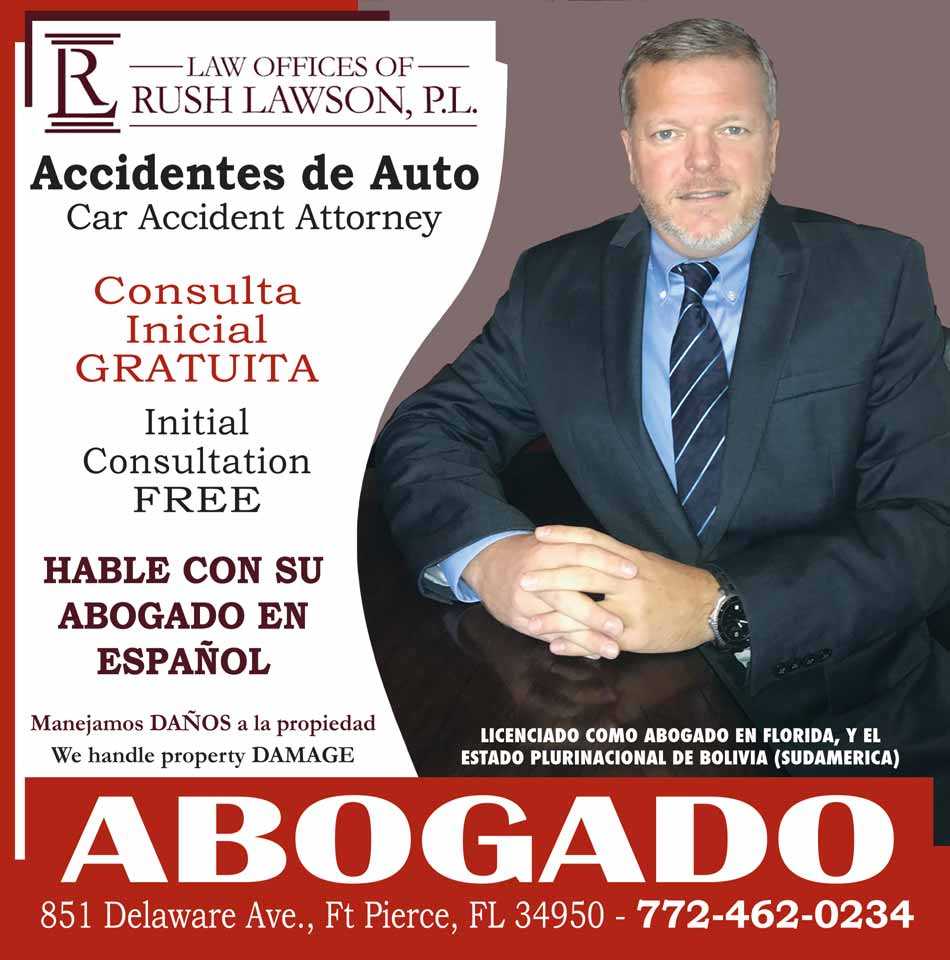 LR
LAW OFFICES OF
RUSH LAWSON, P.L.
Accidentes de Auto
Car Accident Attorney
Consulta
Inicial
GRATUITA
Initial
Consultation
FREE
HABLE CON SU
ABOGADO EN
ESPAÑOL
Manejamos DAÑOS a la propiedad
We handle property DAMAGE
LICENCIADO COMO ABOGADO EN FLORIDA, Y EL
ESTADO PLURINACIONAL DE BOLIVIA (SUDAMERICA)
ABOGADO
851 Delaware Ave., Ft Pierce, FL 34950 - 772-462-0234